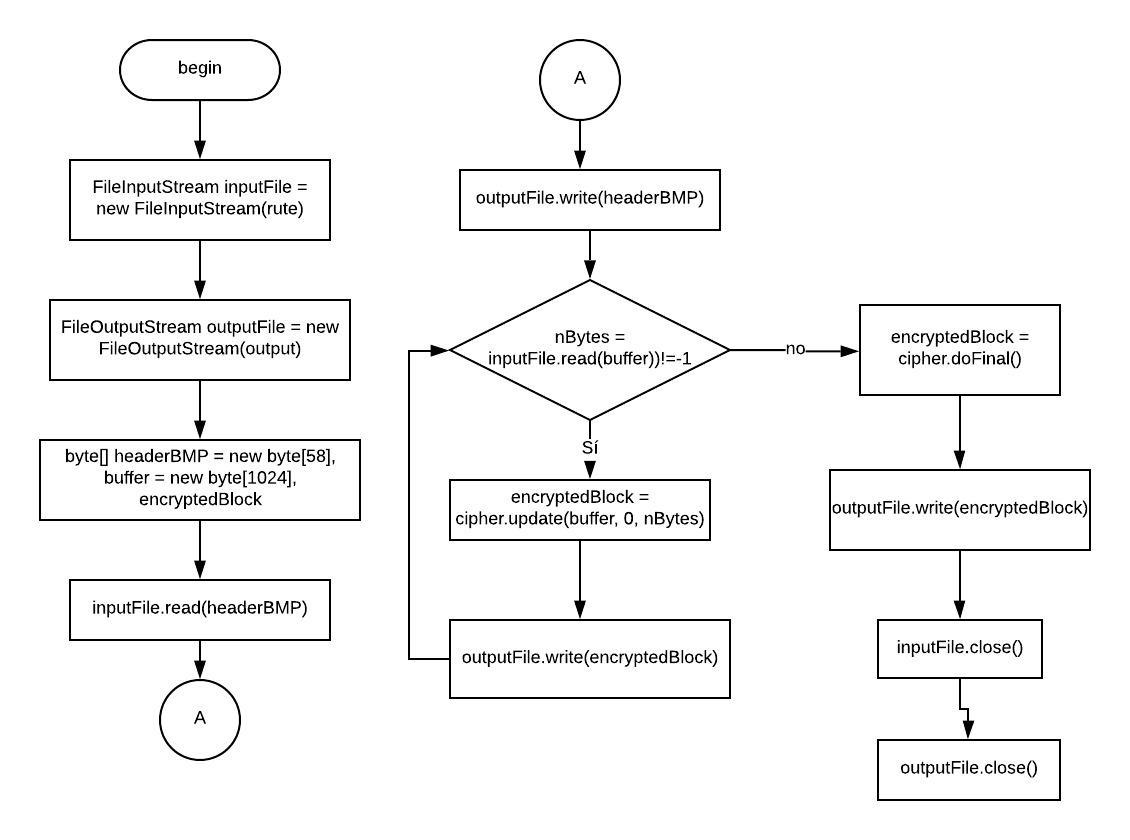 begin
FileInputStream inputFile =
new FileInputStream(rute)
FileOutputStream outputFile = new
FileOutputStream(output)
byte[] headerBMP = new byte[58],
buffer = new byte[1024],
encryptedBlock
inputFile.read(headerBMP)
A
A
outputFile.write(headerBMP)
nBytes =
inputFile.read(buffer))!=-1
no
Sí
encryptedBlock =
cipher.update(buffer, 0, nBytes)
outputFile.write(encryptedBlock)
encryptedBlock =
cipher.doFinal()
outputFile.write(encryptedBlock)
inputFile.close()
outputFile.close()